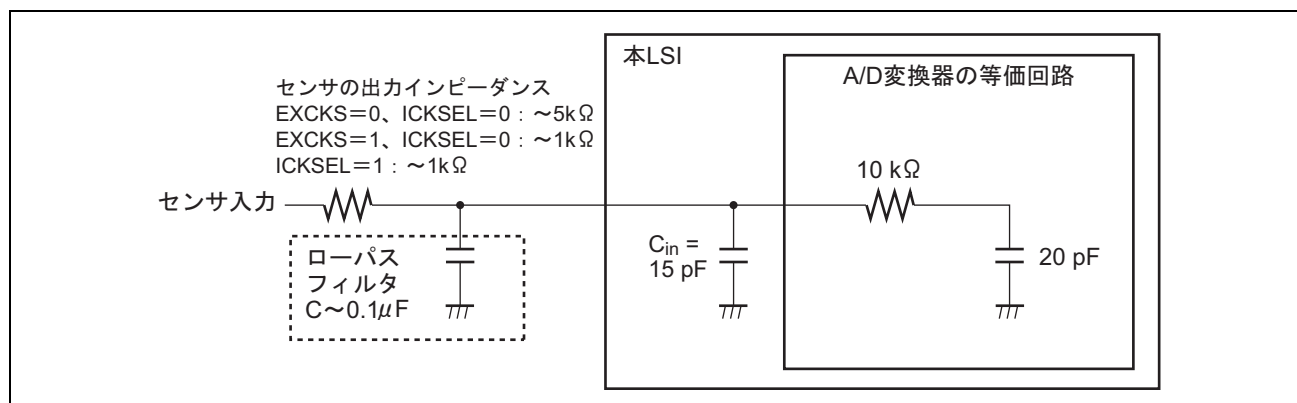 本LSI
A/D変換器の等価回路
センサの出力インピーダンス
EXCKS=0、ICKSEL=0:~5kΩ
EXCKS=1、ICKSEL=0:~1kΩ
ICKSEL=1:~1kΩ
10 kΩ
センサ入力
ローパス
フィルタ
C~0.1μF
Cin =
15 pF
20 pF